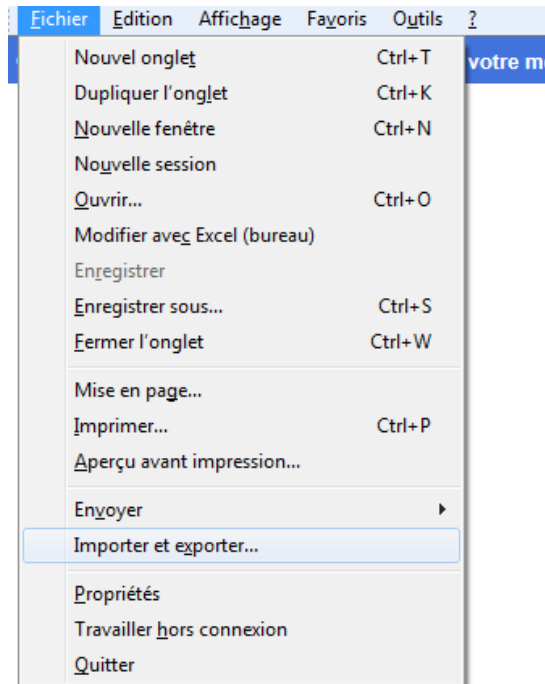 Fichier Edition Affichage Favoris Outils ?
Nouvel onglet Ctrl+T
votre m
Dupliquer l'onglet Ctrl+K
Nouvelle fenêtre Ctrl+N
Nouvelle session
Ouvrir... Ctrl+O
Modifier avec Excel (bureau)
Enregistrer
Enregistrer sous... Ctrl+S
Fermer l'onglet Ctrl+W
Mise en page...
Imprimer... Ctrl+P
Aperçu avant impression...
Envoyer
Importer et exporter...
Propriétés
Travailler hors connexion
Quitter